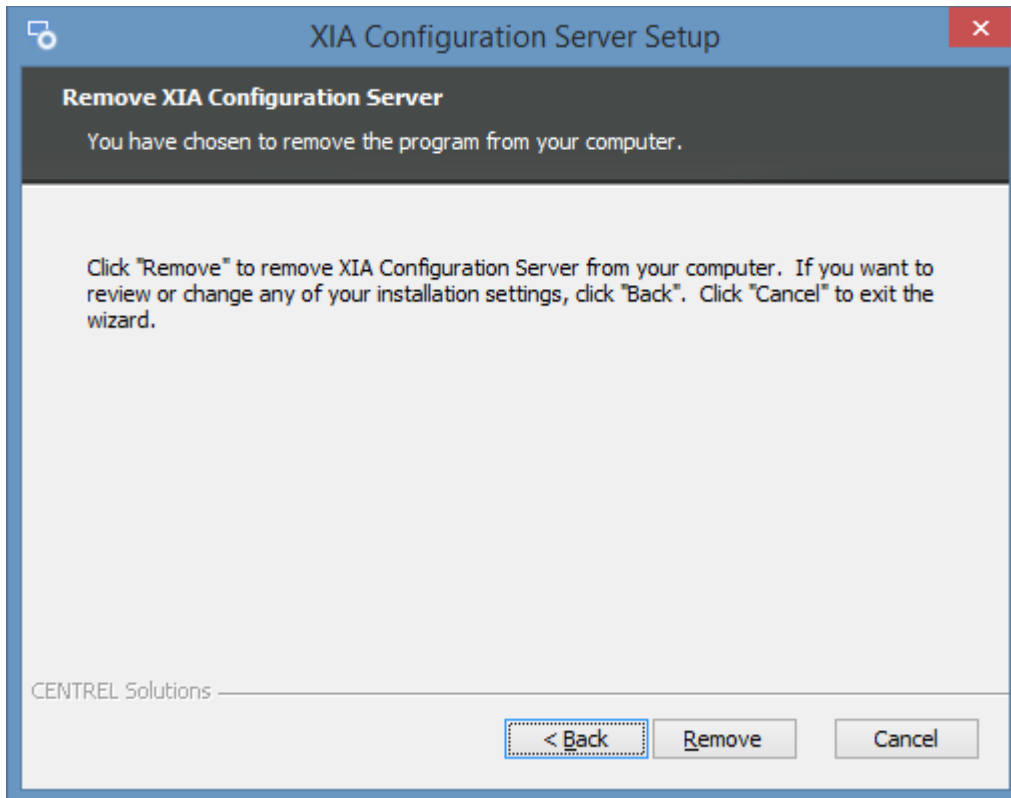 XIA Configuration Server Setup
Remove XIA Configuration Server
You have chosen to remove the program from your computer.
Click "Remove" to remove XIA Configuration Server from your computer.  If you want to
review or change any of your installation settings, click "Back".  Click "Cancel" to exit the
wizard.
CENTREL Solutions
< Back
Remove
Cancel